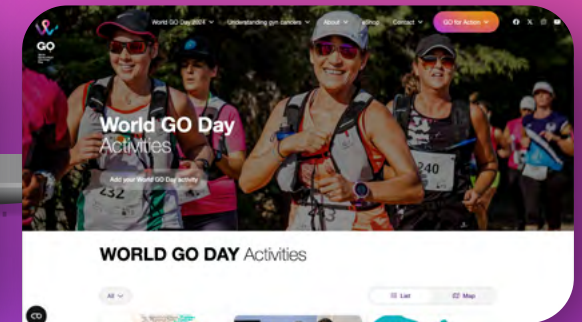 World GO Day 2024 Understanding gyn cancers About eShop Contact GO for Action
GO
World GO Day
Activities
Add your World GO Day activity
232
243
240
WORLD GO DAY Activities
All
List Map